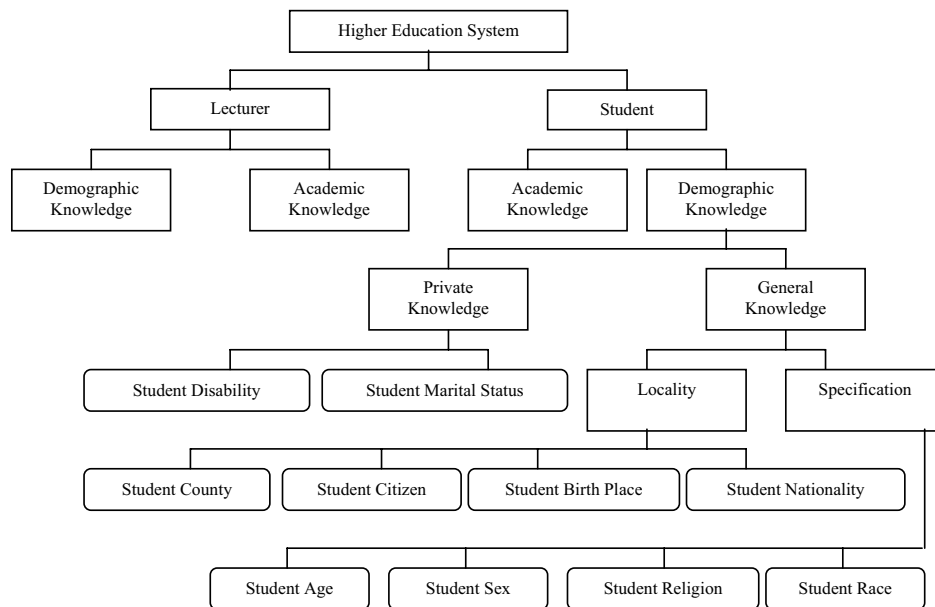 Higher Education System
Lecturer
Student
Demographic
Knowledge
Academic
Knowledge
Academic
Knowledge
Demographic
Knowledge
Private
Knowledge
General
Knowledge
Student Disability
Student Marital Status
Locality
Specification
Student County
Student Citizen
Student Birth Place
Student Nationality
Student Age
Student Sex
Student Religion
Student Race